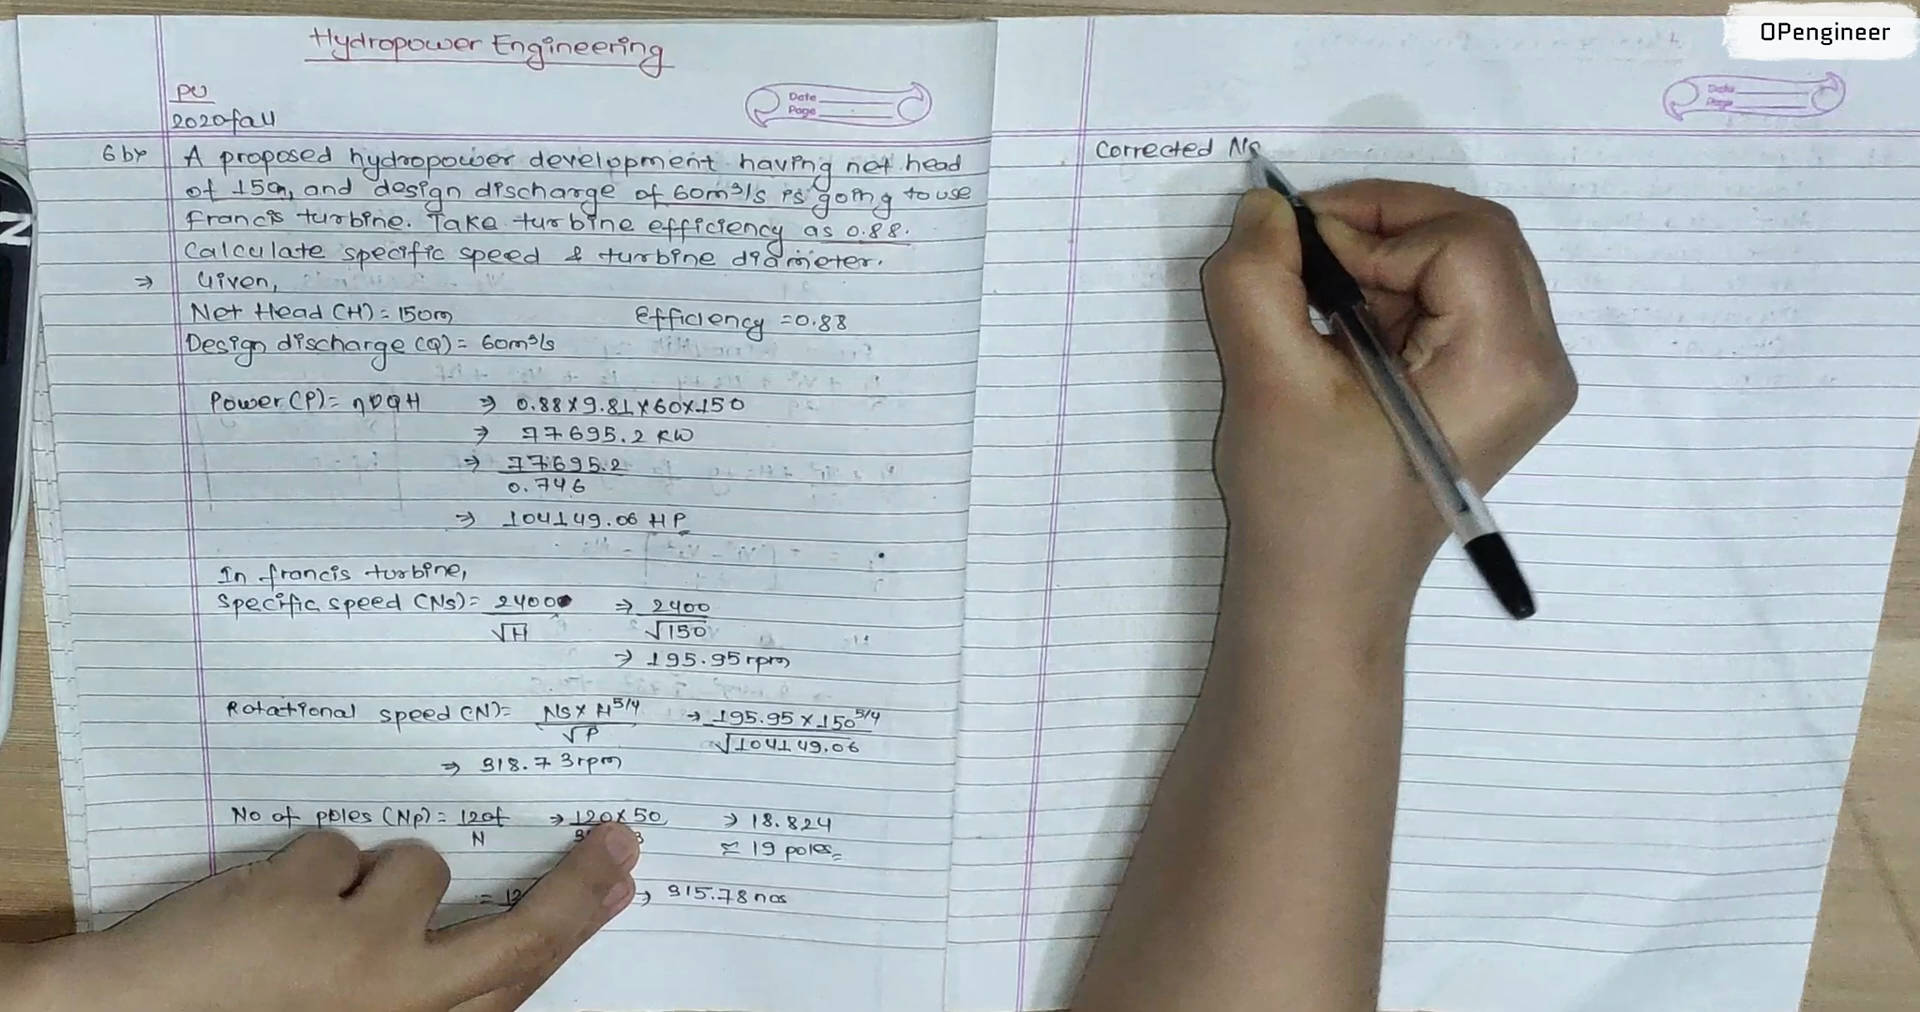 OPengineer
Hydropower Engineering
PU
2020 fall
Date
Page
6 b> A proposed hydropower development having net head
of 150m, and design discharge of 60m³/s is going to use
Francis turbine. Take turbine efficiency as 0.88.
Calculate specific speed & turbine diameter.
⇒ Given,
Net Head (H) = 150m Efficiency = 0.88
Design discharge (Q) = 60m³/s
Power (P) = ηγQH ⇒ 0.88×9.81×60×150
⇒ 77695.2 KW
⇒ 77695.2
0.746
⇒ 104149.06 HP
In francis turbine,
Specific speed (Ns) = 2400 ⇒ 2400
√H √150
⇒ 195.95 rpm
Rotational speed (N) = Ns × H^5/4 → 195.95 × 150^5/4
√P √104149.06
⇒ 318.73 rpm
No of poles (Np) = 120f ⇒ 120×50 ⇒ 18.824
N ≈ 19 poles
= 12 → 315.78 nos
Date
Page
Corrected Ns